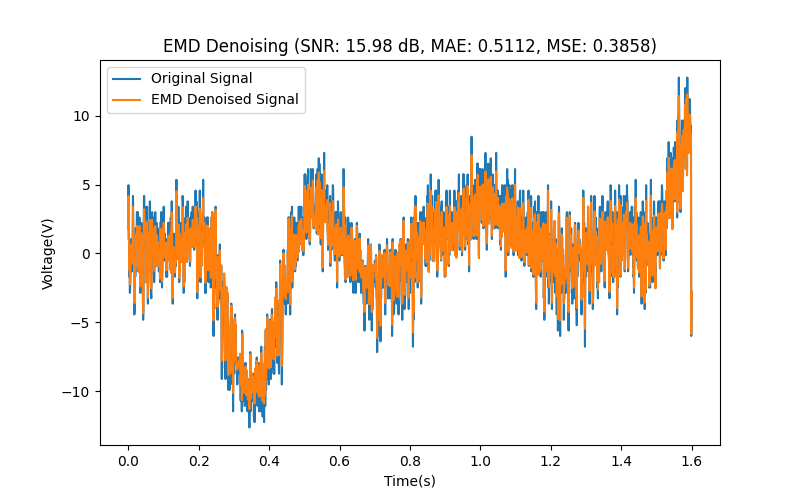 EMD Denoising (SNR: 15.98 dB, MAE: 0.5112, MSE: 0.3858)
Original Signal
EMD Denoised Signal
10
5
0
−5
−10
Voltage(V)
0.0 0.2 0.4 0.6 0.8 1.0 1.2 1.4 1.6
Time(s)